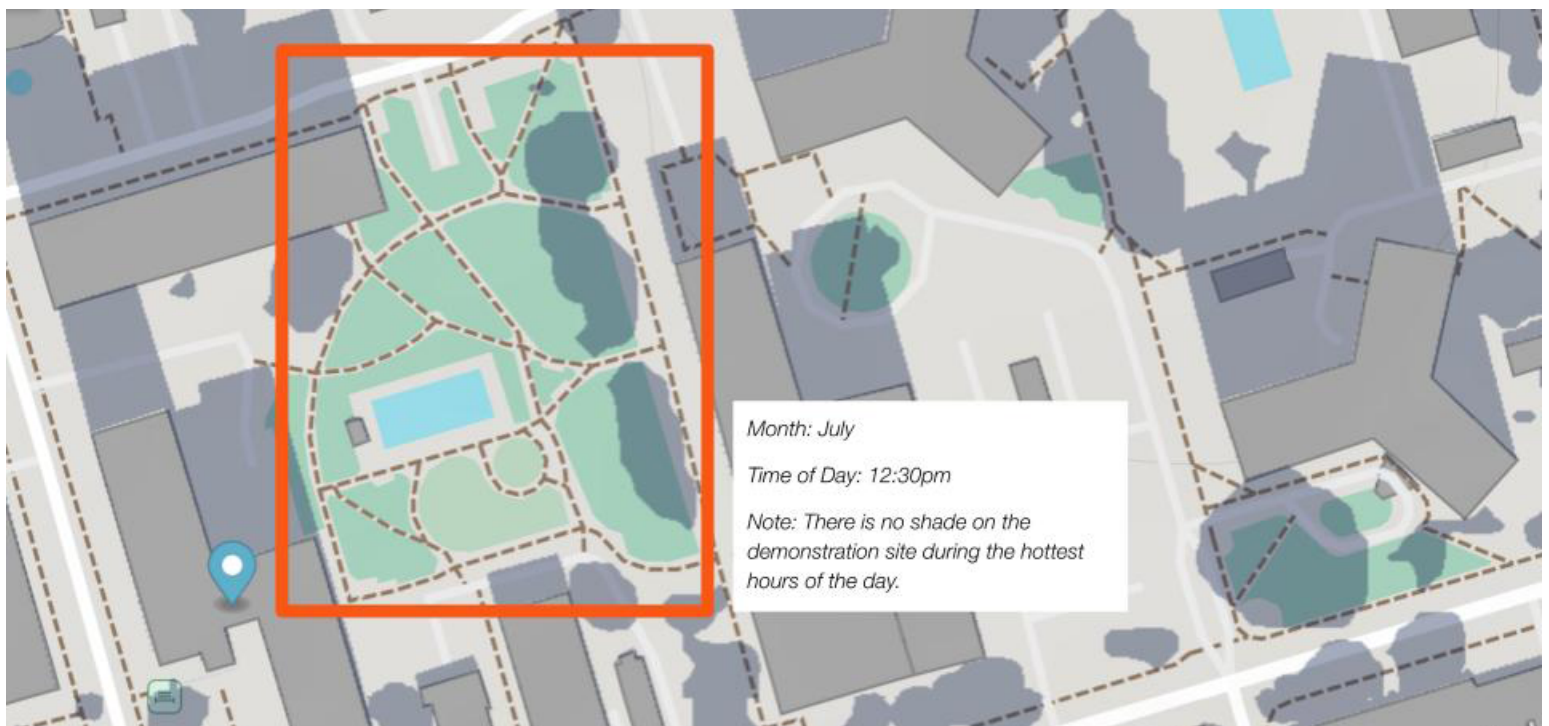 Month: July
Time of Day: 12:30pm
Note: There is no shade on the
demonstration site during the hottest
hours of the day.